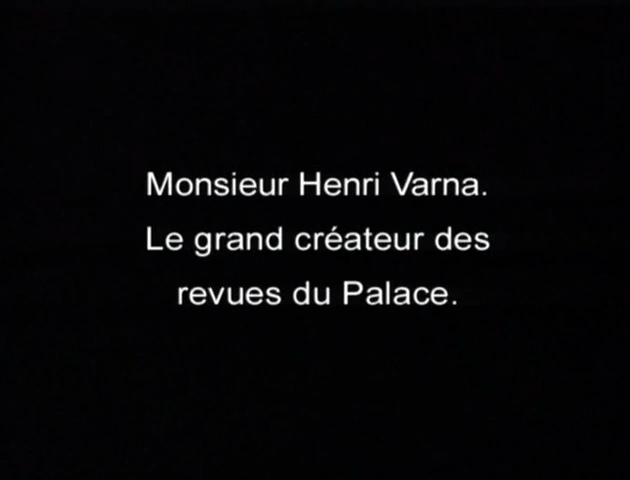 Monsieur Henri Varna.
Le grand créateur des
revues du Palace.